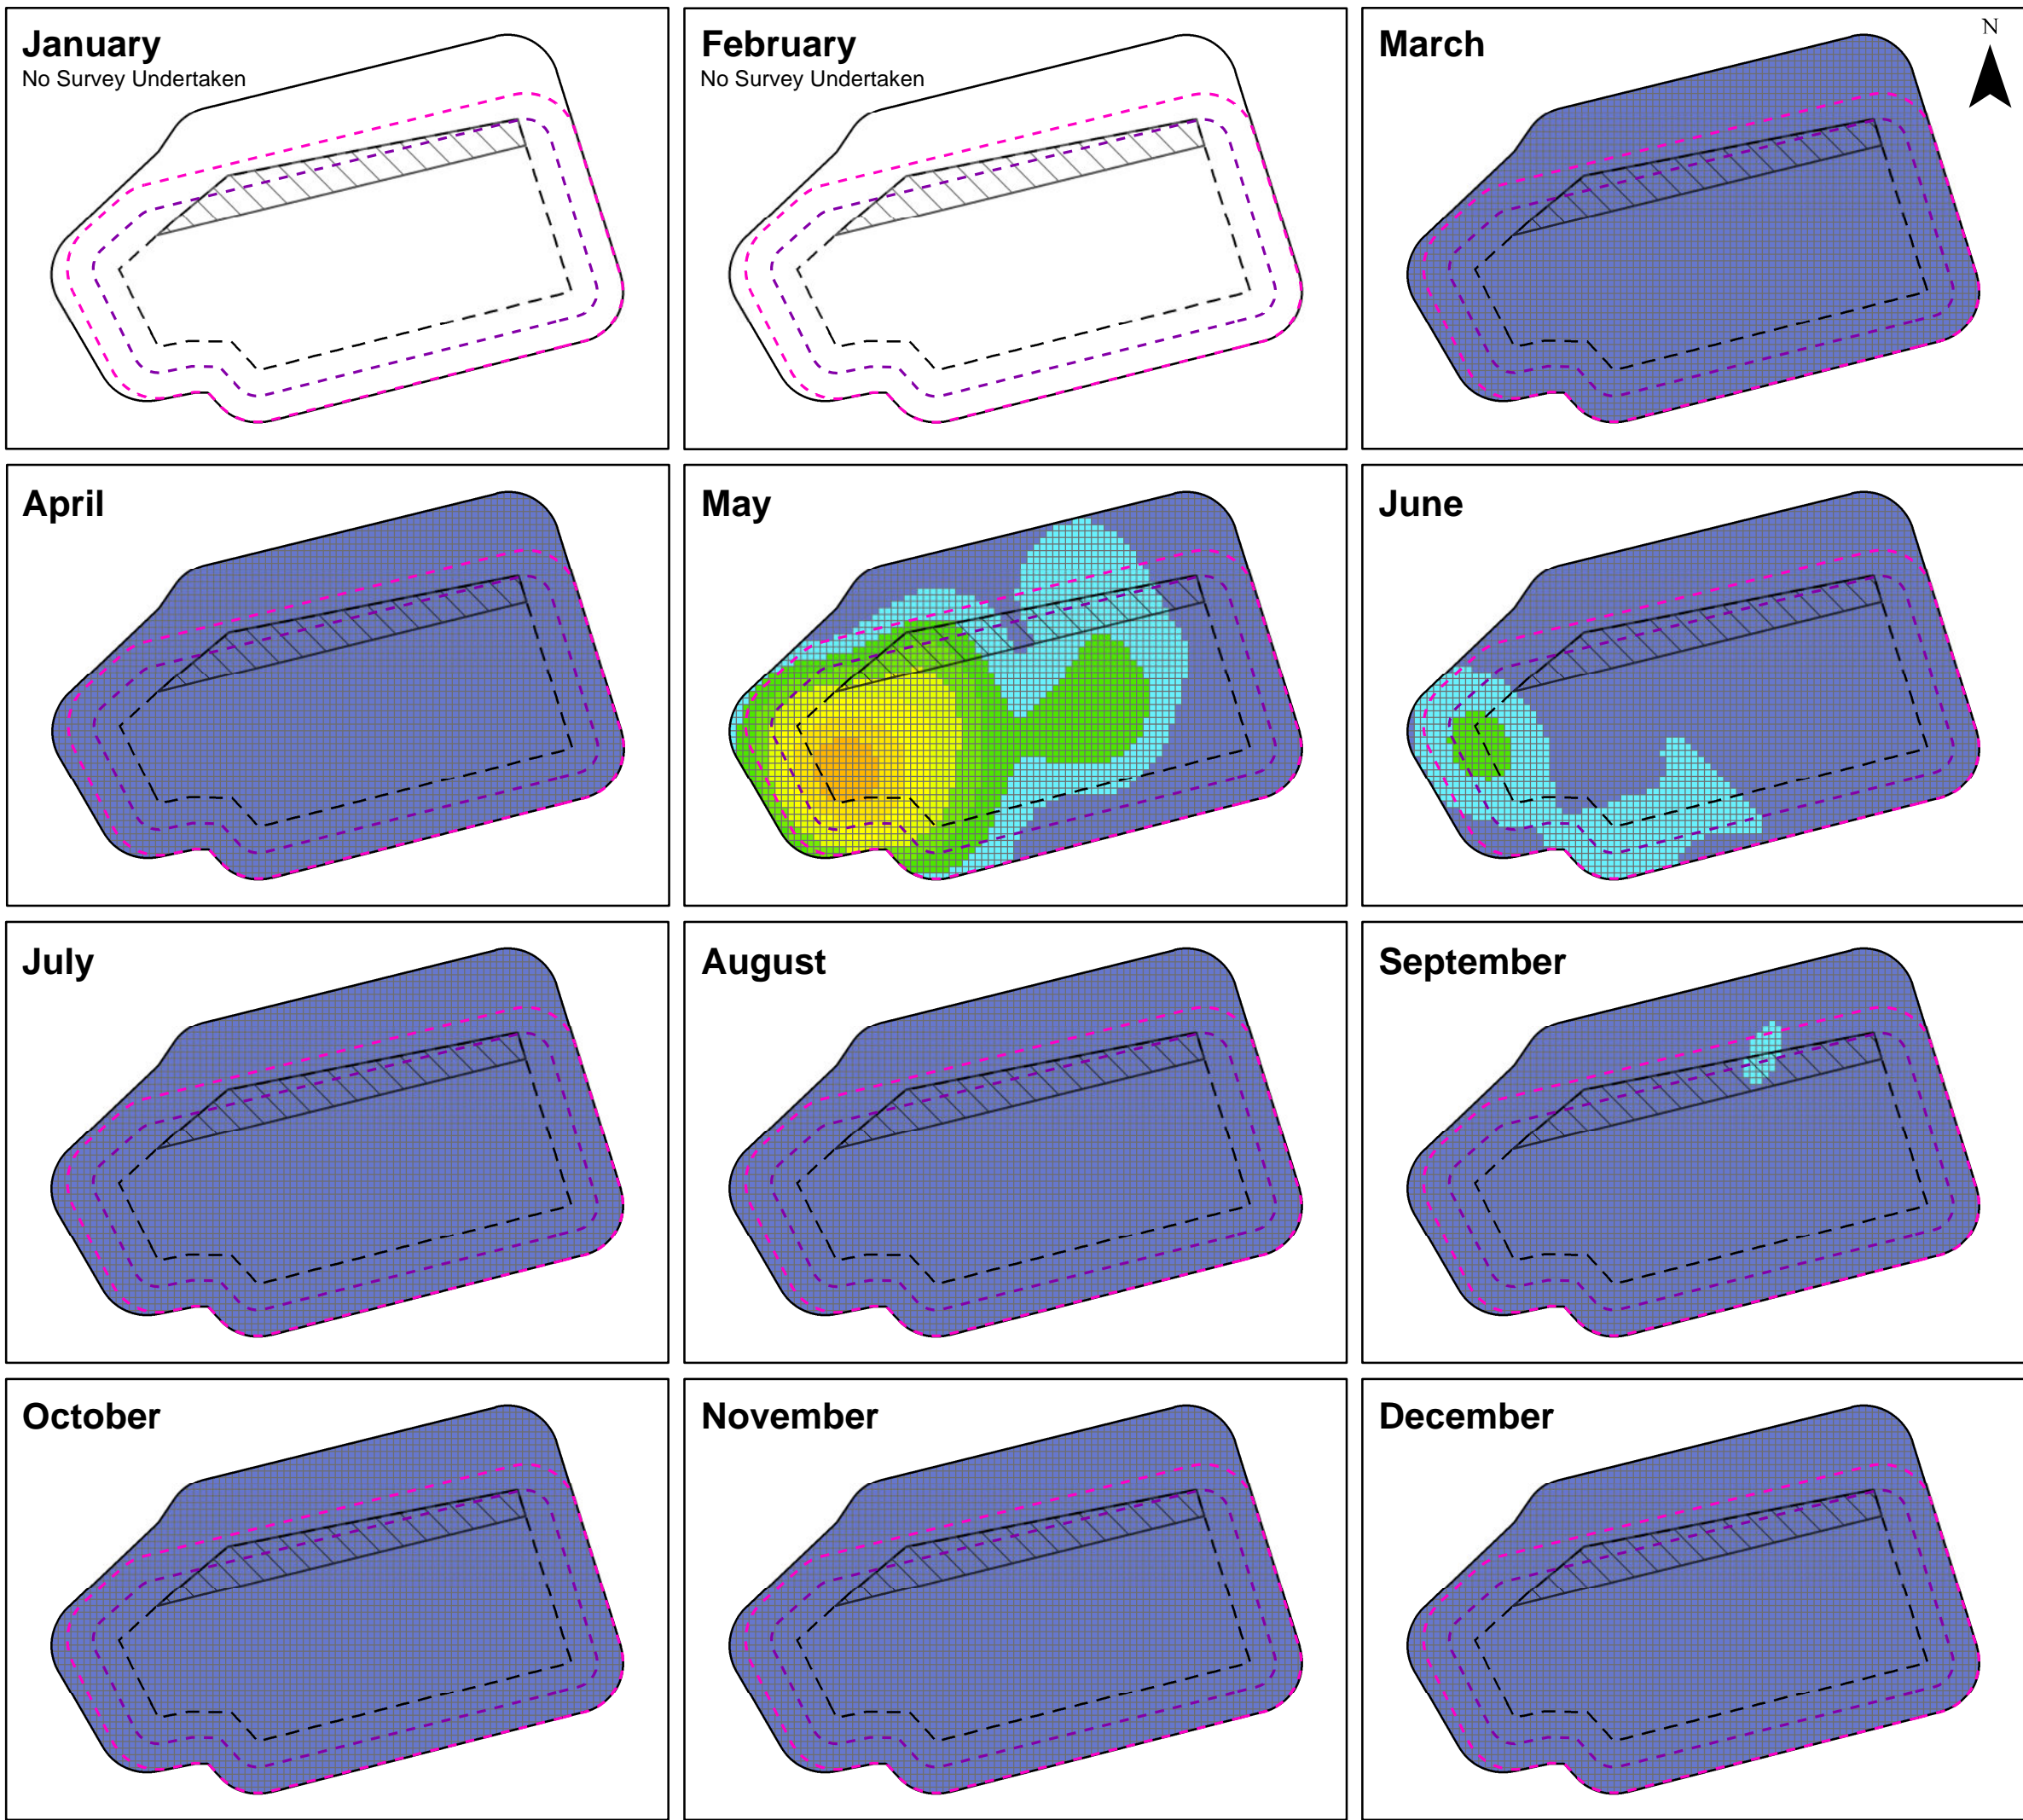 January
No Survey Undertaken
February
No Survey Undertaken
March
N
April
May
June
July
August
September
October
November
December